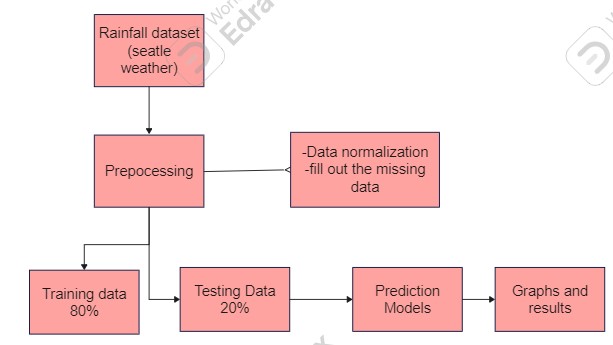 Rainfall dataset
(seatle
weather)
Prepocessing
-Data normalization
-fill out the missing
data
Training data
80%
Testing Data
20%
Prediction
Models
Graphs and
results
Edra